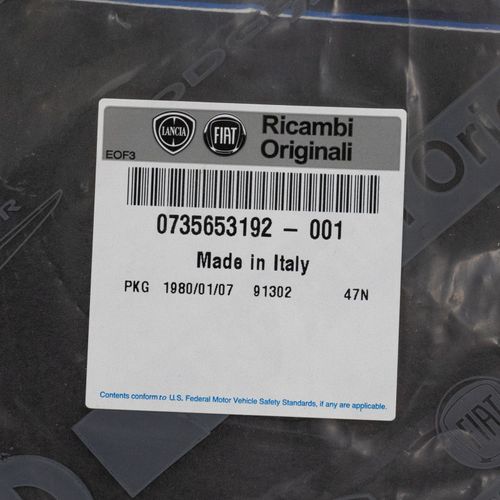 LANCIA
FIAT
Ricambi
Originali
EOF3
0735653192 - 001
Made in Italy
PKG 1980/01/07 91302 47N
Contents conform to U.S. Federal Motor Vehicle Safety Standards, if any are applicable.
FIAT